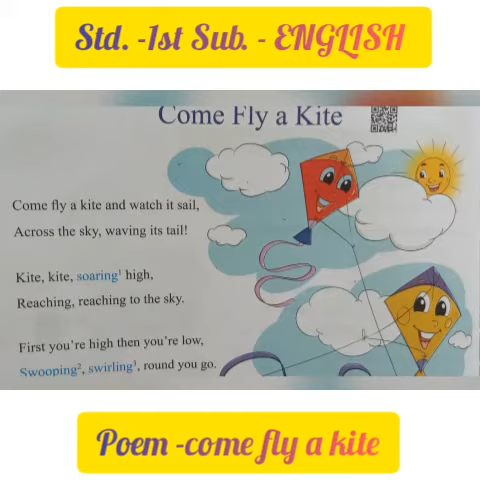 Std. -1st Sub. - ENGLISH
Come Fly a Kite
Come fly a kite and watch it sail,
Across the sky, waving its tail!
Kite, kite, soaring¹ high,
Reaching, reaching to the sky.
First you're high then you're low,
Swooping², swirling³, round you go.
Poem -come fly a kite